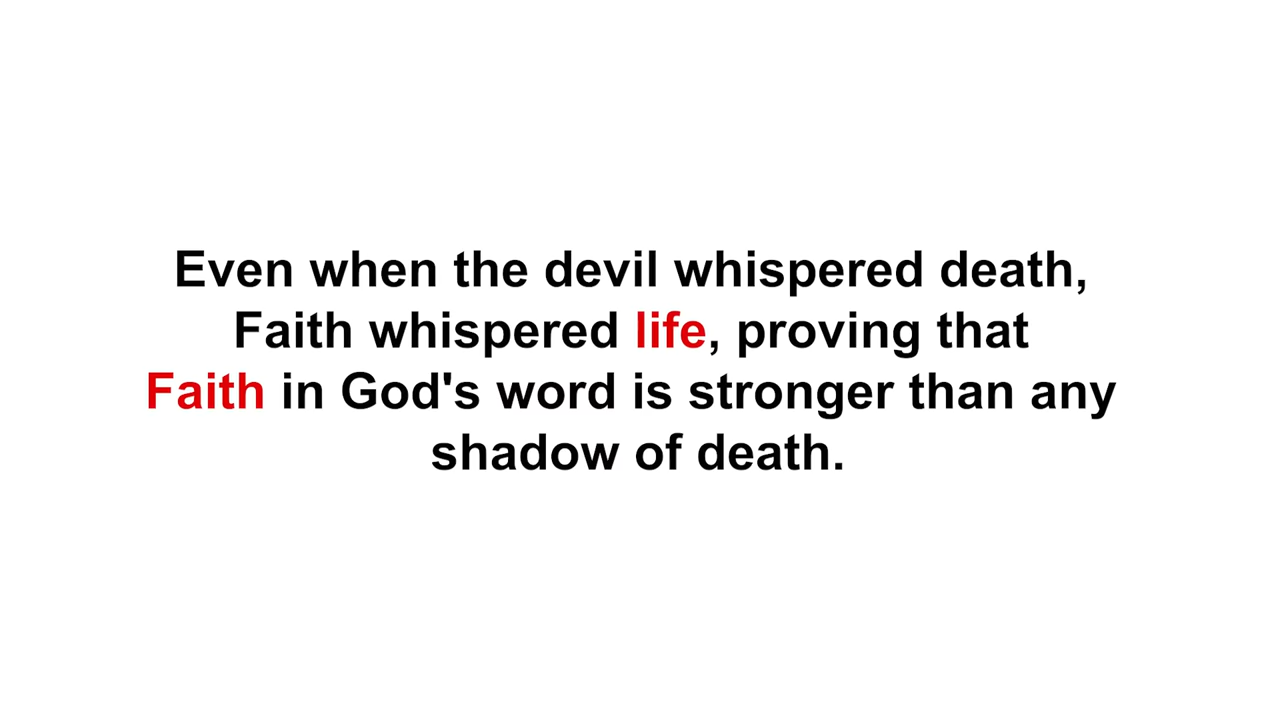 Even when the devil whispered death,
Faith whispered life, proving that
Faith in God's word is stronger than any
shadow of death.